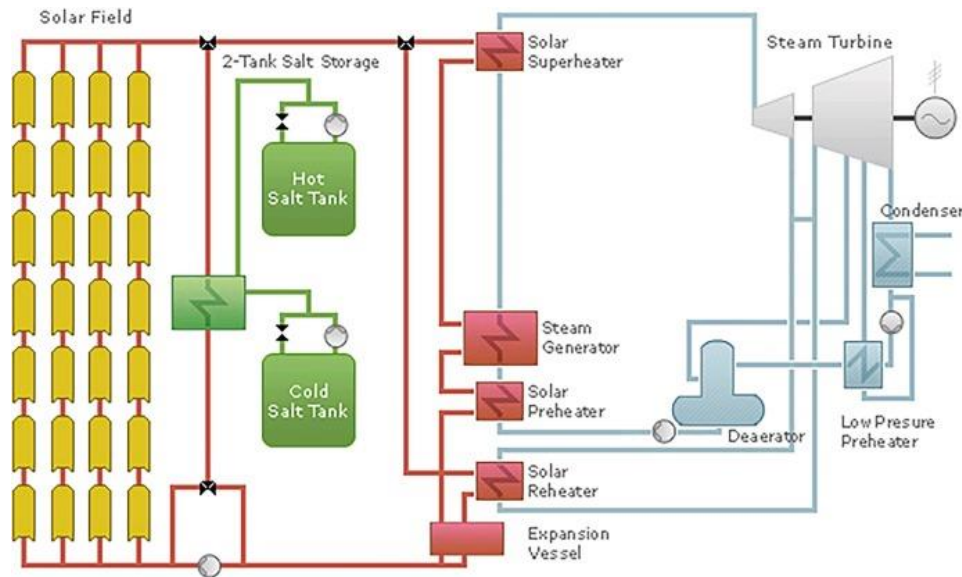 Solar Field
2-Tank Salt Storage
Solar
Superheater
Steam Turbine
Hot
Salt Tank
Condenser
Steam
Generator
Cold
Salt Tank
Solar
Preheater
Deaerator
Low Presure
Preheater
Solar
Reheater
Expansion
Vessel